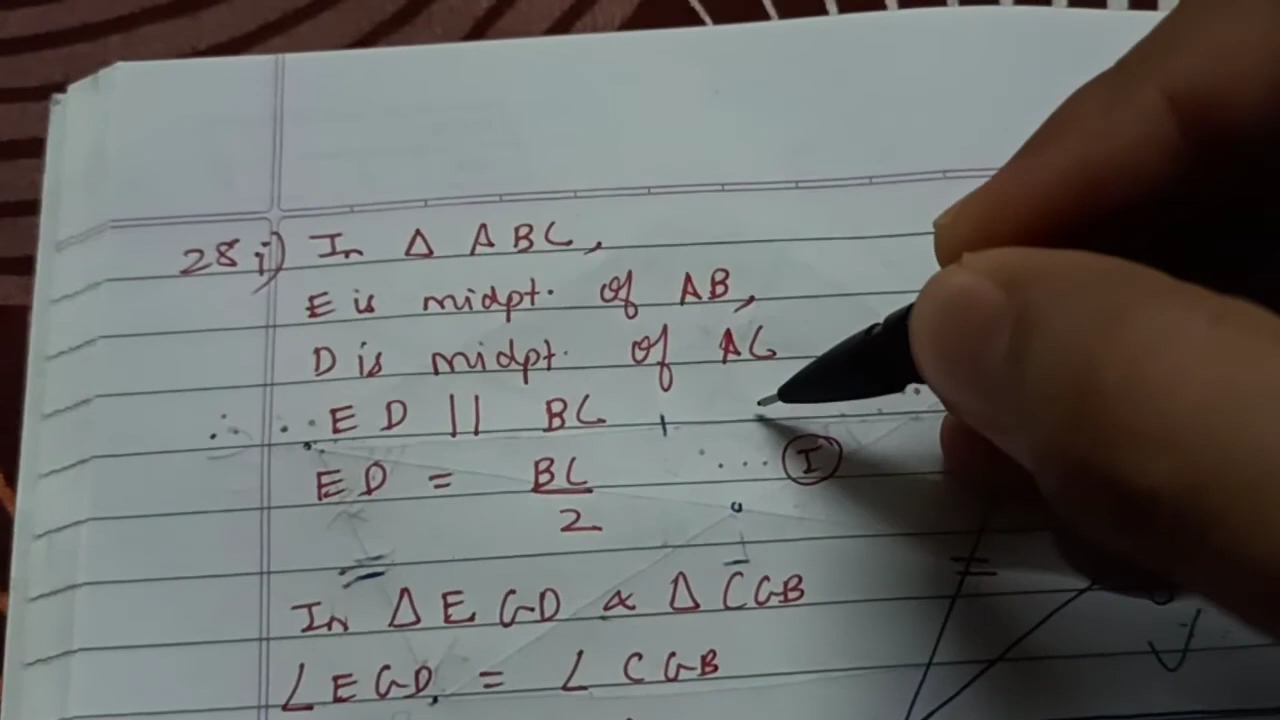 28 i) In Δ ABC,
E is midpt. of AB,
D is midpt. of AC
∴ ED || BC
.... I
ED = BC/2
In Δ EGD & Δ CGB
∠EGD = ∠CGB